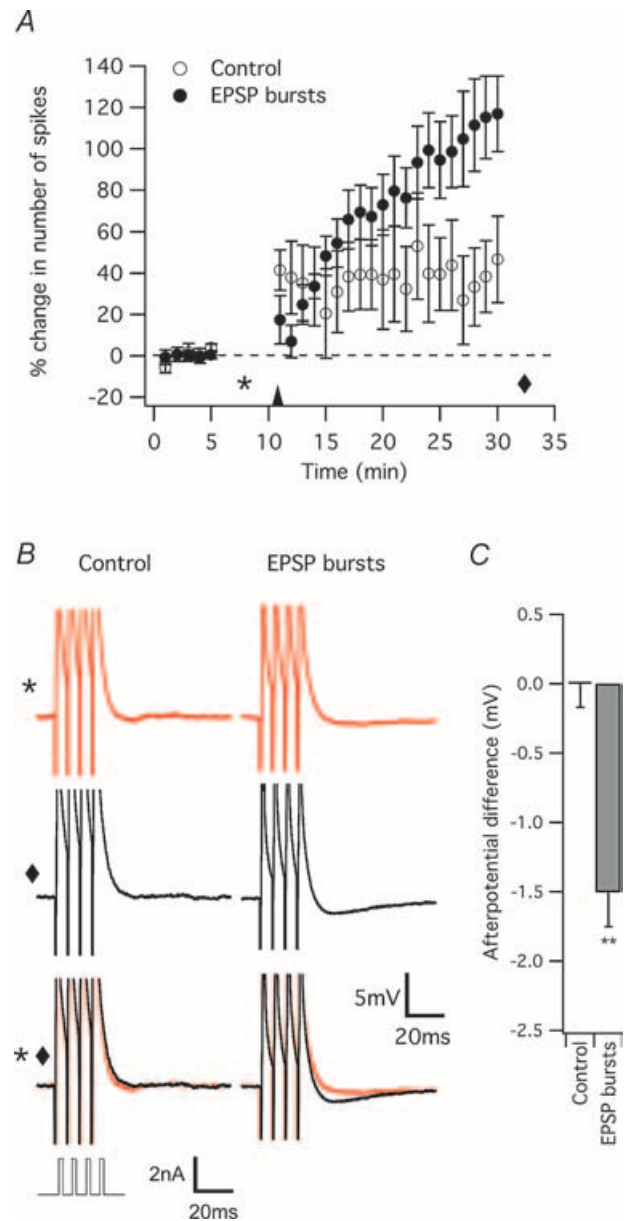 A
% change in number of spikes
140
120
100
80
60
40
20
0
-20
Control
EPSP bursts
*
0 5 10 15 20 25 30 35
Time (min)
B
Control
EPSP bursts
*
*
5mV
20ms
2nA
20ms
C
Afterpotential difference (mV)
0.5
0.0
-0.5
-1.0
-1.5
-2.0
-2.5
**
Control
EPSP bursts